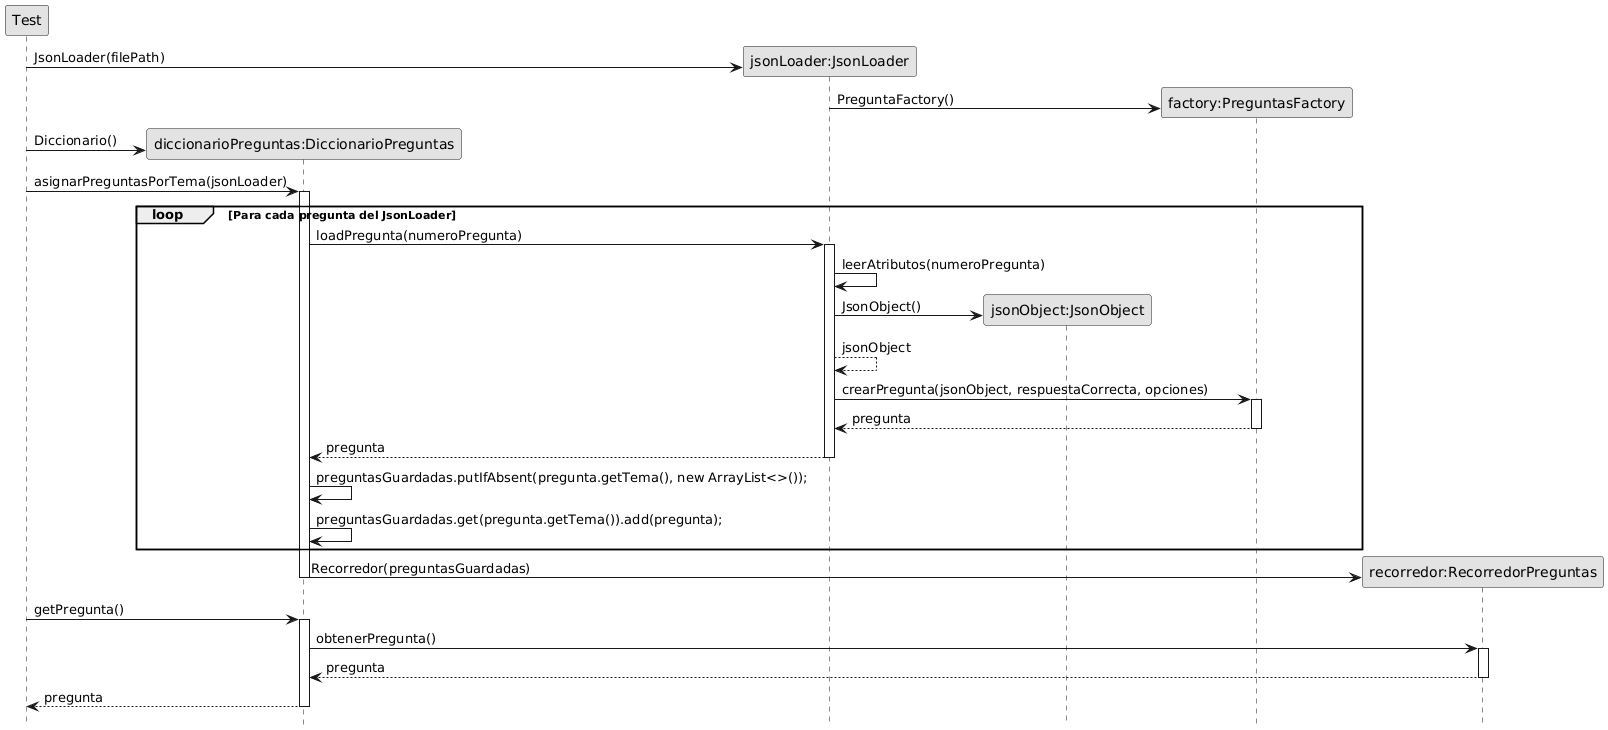 Test
JsonLoader(filePath)
jsonLoader:JsonLoader
PreguntaFactory()
factory:PreguntasFactory
Diccionario()
diccionarioPreguntas:DiccionarioPreguntas
asignarPreguntasPorTema(jsonLoader)
loop
[Para cada pregunta del JsonLoader]
loadPregunta(numeroPregunta)
leerAtributos(numeroPregunta)
JsonObject()
jsonObject:JsonObject
jsonObject
crearPregunta(jsonObject, respuestaCorrecta, opciones)
pregunta
pregunta
preguntasGuardadas.putIfAbsent(pregunta.getTema(), new ArrayList<>());
preguntasGuardadas.get(pregunta.getTema()).add(pregunta);
Recorredor(preguntasGuardadas)
recorredor:RecorredorPreguntas
getPregunta()
obtenerPregunta()
pregunta
pregunta